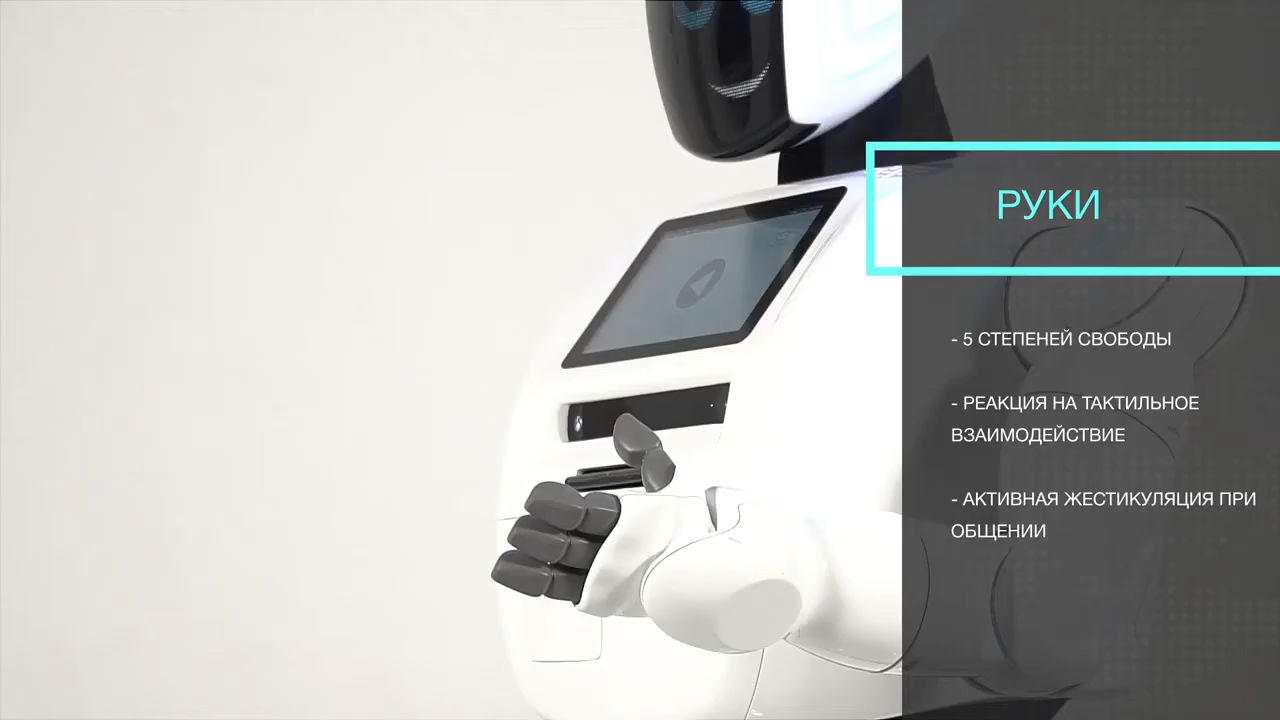 РУКИ
- 5 СТЕПЕНЕЙ СВОБОДЫ
- РЕАКЦИЯ НА ТАКТИЛЬНОЕ
ВЗАИМОДЕЙСТВИЕ
- АКТИВНАЯ ЖЕСТИКУЛЯЦИЯ ПРИ
ОБЩЕНИИ